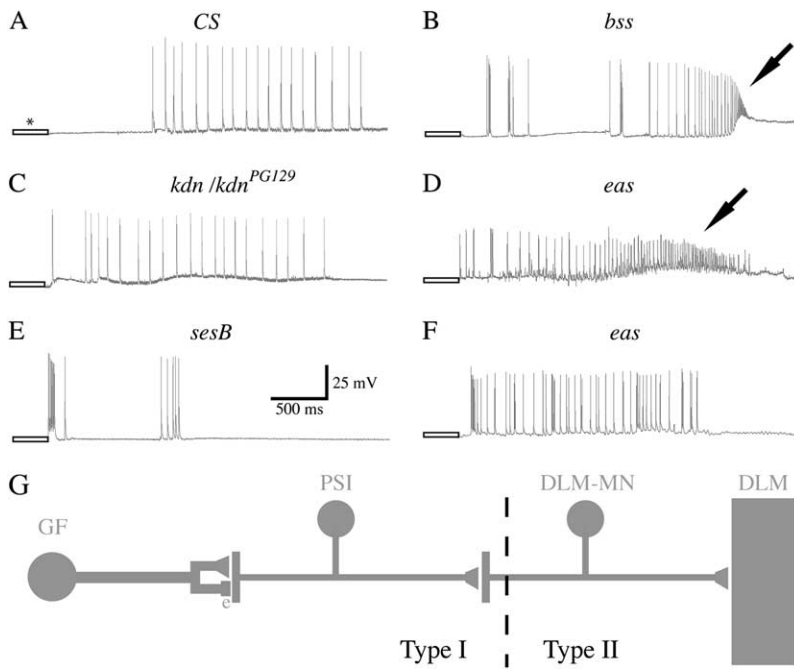 A CS
B bss
*
C kdn /kdn^PG129
D eas
E sesB
F eas
25 mV
500 ms
G
PSI
DLM-MN
DLM
GF
e
Type I
Type II